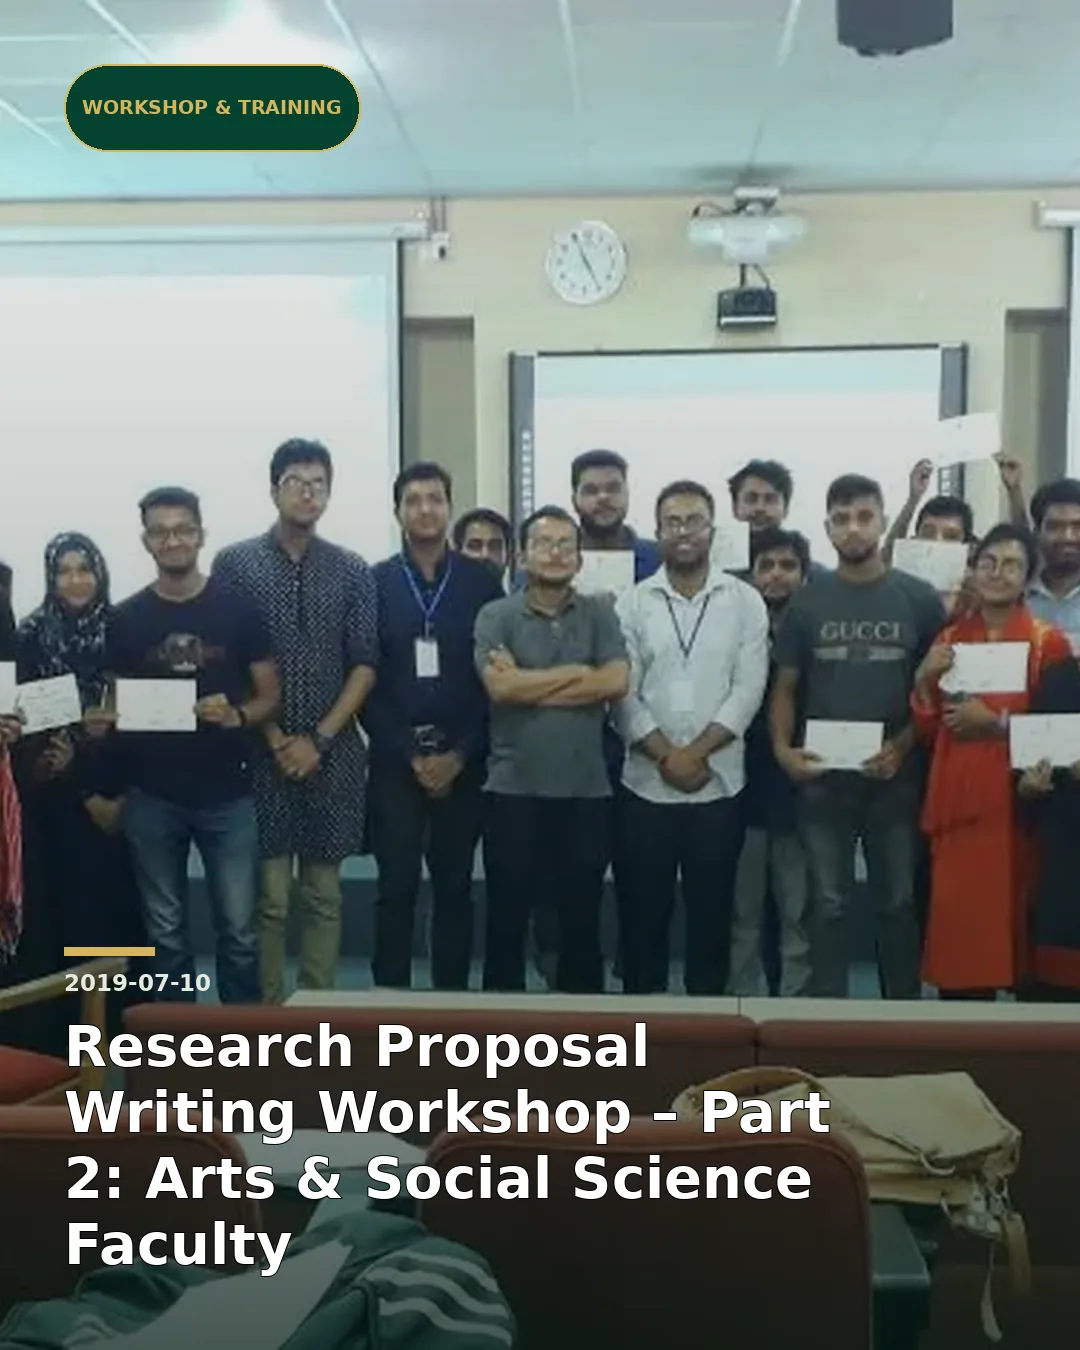 WORKSHOP & TRAINING
GUCCI
2019-07-10
Research Proposal
Writing Workshop – Part
2: Arts & Social Science
Faculty